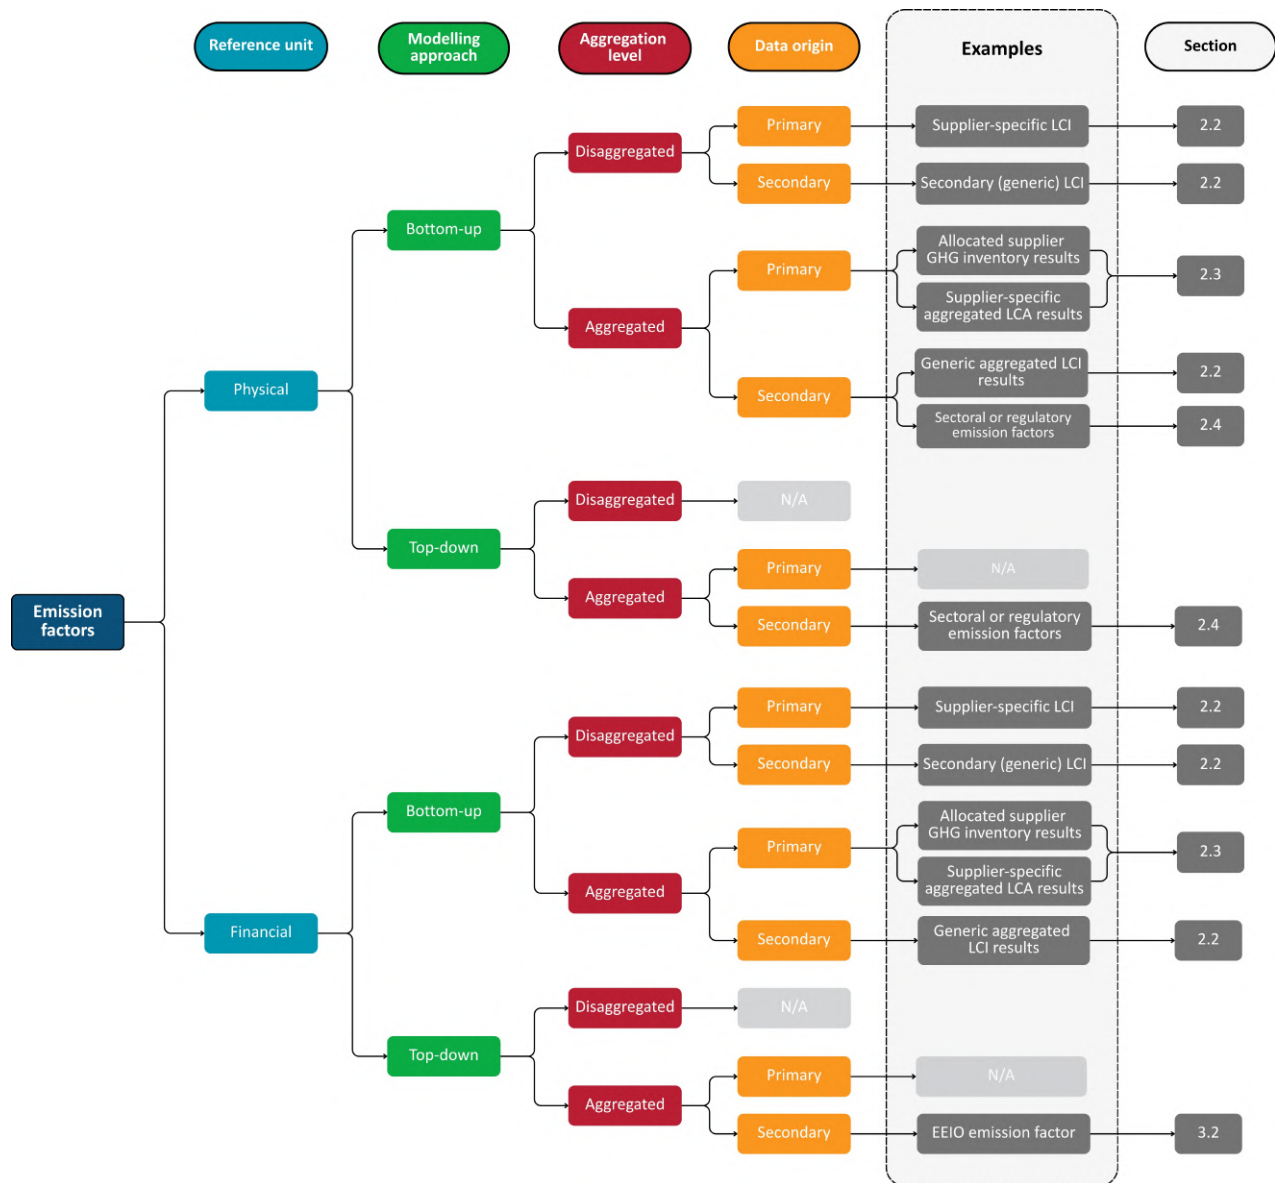 Reference unit
Modelling
approach
Aggregation
level
Data origin
Examples
Section
Primary
Supplier-specific LCI
2.2
Disaggregated
Secondary
Secondary (generic) LCI
2.2
Bottom-up
Allocated supplier
GHG inventory results
Primary
2.3
Supplier-specific
aggregated LCA results
Aggregated
Generic aggregated LCI
results
2.2
Physical
Secondary
Sectoral or regulatory
emission factors
2.4
Disaggregated
N/A
Top-down
Primary
N/A
Aggregated
Emission
factors
Secondary
Sectoral or regulatory
emission factors
2.4
Primary
Supplier-specific LCI
2.2
Disaggregated
Secondary
Secondary (generic) LCI
2.2
Bottom-up
Allocated supplier
GHG inventory results
Primary
2.3
Supplier-specific
aggregated LCA results
Aggregated
Financial
Secondary
Generic aggregated
LCI results
2.2
Disaggregated
N/A
Top-down
Primary
N/A
Aggregated
Secondary
EEIO emission factor
3.2